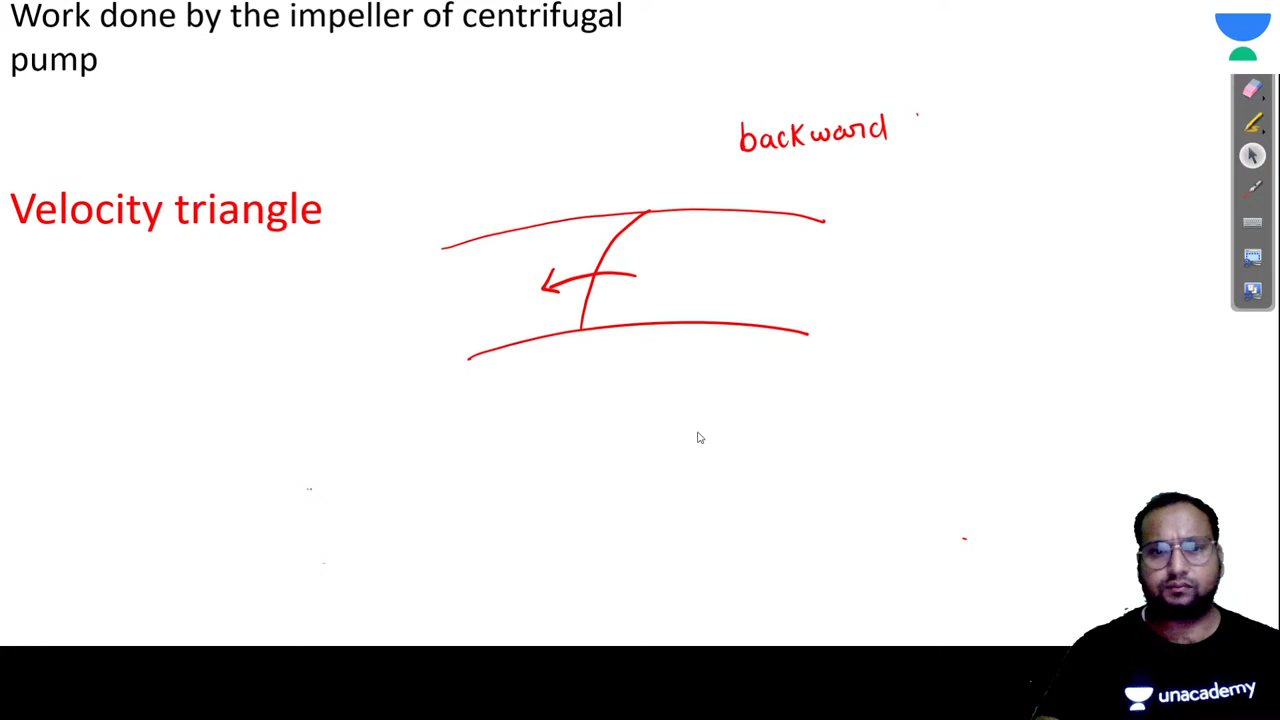 Work done by the impeller of centrifugal
pump
backward
Velocity triangle
unacademy